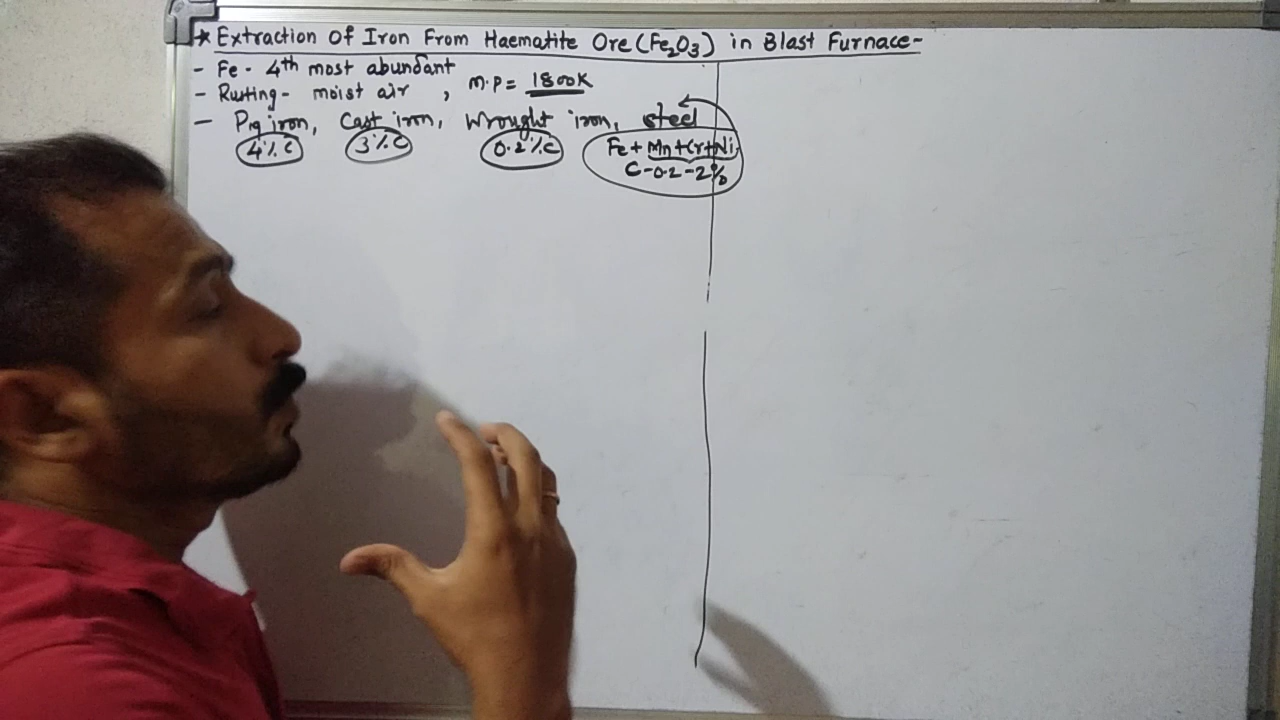 * Extraction Of Iron From Haematite Ore (Fe2O3) in Blast Furnace-
- Fe - 4th most abundant
- Rusting - moist air , m.p = 1800K
- Pig iron, Cast iron, Wrought iron, steel
4% C 3% C 0.2% C Fe + Mn + Cr + Ni
C - 0.2 - 2%